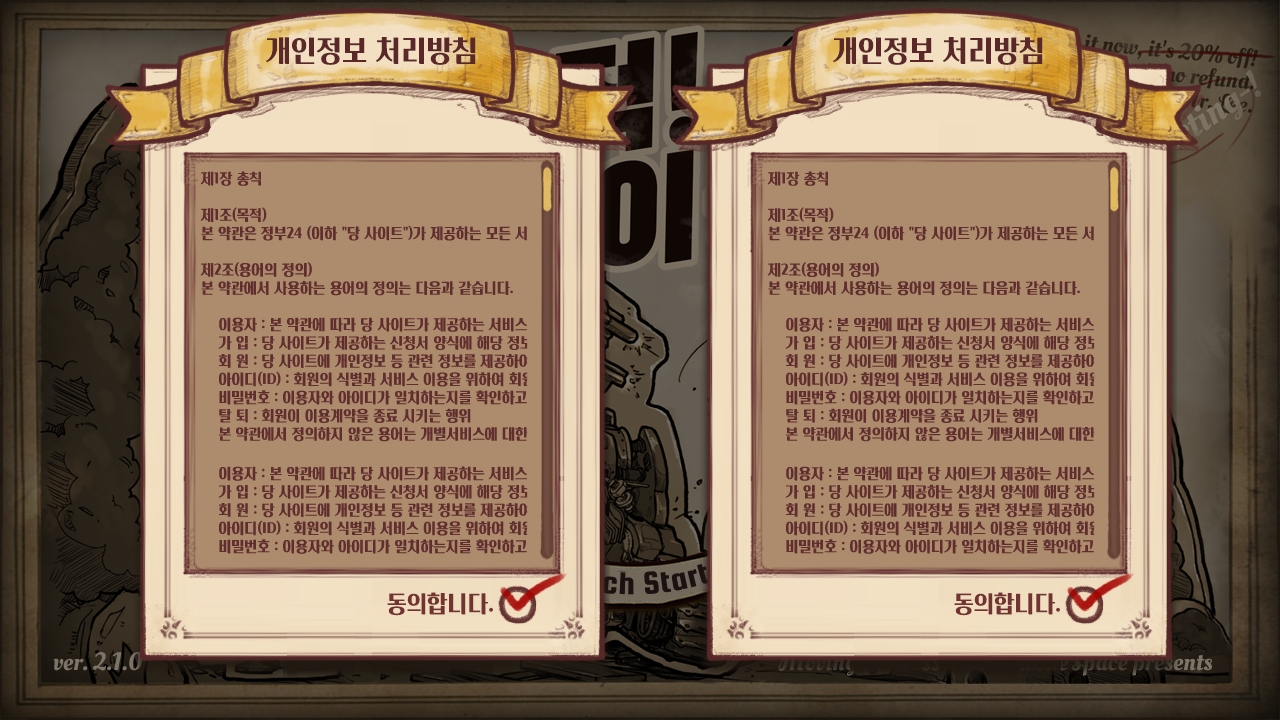 개인정보 처리방침
제1장 총칙
제1조(목적)
본 약관은 정부24 (이하 "당 사이트")가 제공하는 모든 서
제2조(용어의 정의)
본 약관에서 사용하는 용어의 정의는 다음과 같습니다.
이용자 : 본 약관에 따라 당 사이트가 제공하는 서비스
가 입 : 당 사이트가 제공하는 신청서 양식에 해당 정보
회 원 : 당 사이트에 개인정보 등 관련 정보를 제공하여
아이디(ID) : 회원의 식별과 서비스 이용을 위하여 회원
비밀번호 : 이용자와 아이디가 일치하는지를 확인하고
탈 퇴 : 회원이 이용계약을 종료 시키는 행위
본 약관에서 정의하지 않은 용어는 개별서비스에 대한
이용자 : 본 약관에 따라 당 사이트가 제공하는 서비스
가 입 : 당 사이트가 제공하는 신청서 양식에 해당 정보
회 원 : 당 사이트에 개인정보 등 관련 정보를 제공하여
아이디(ID) : 회원의 식별과 서비스 이용을 위하여 회원
비밀번호 : 이용자와 아이디가 일치하는지를 확인하고
동의합니다.
개인정보 처리방침
제1장 총칙
제1조(목적)
본 약관은 정부24 (이하 "당 사이트")가 제공하는 모든 서
제2조(용어의 정의)
본 약관에서 사용하는 용어의 정의는 다음과 같습니다.
이용자 : 본 약관에 따라 당 사이트가 제공하는 서비스
가 입 : 당 사이트가 제공하는 신청서 양식에 해당 정보
회 원 : 당 사이트에 개인정보 등 관련 정보를 제공하여
아이디(ID) : 회원의 식별과 서비스 이용을 위하여 회원
비밀번호 : 이용자와 아이디가 일치하는지를 확인하고
탈 퇴 : 회원이 이용계약을 종료 시키는 행위
본 약관에서 정의하지 않은 용어는 개별서비스에 대한
이용자 : 본 약관에 따라 당 사이트가 제공하는 서비스
가 입 : 당 사이트가 제공하는 신청서 양식에 해당 정보
회 원 : 당 사이트에 개인정보 등 관련 정보를 제공하여
아이디(ID) : 회원의 식별과 서비스 이용을 위하여 회원
비밀번호 : 이용자와 아이디가 일치하는지를 확인하고
동의합니다.
it now, it's 20% off!
no refund.
ch Start
ver. 2.1.0
presents